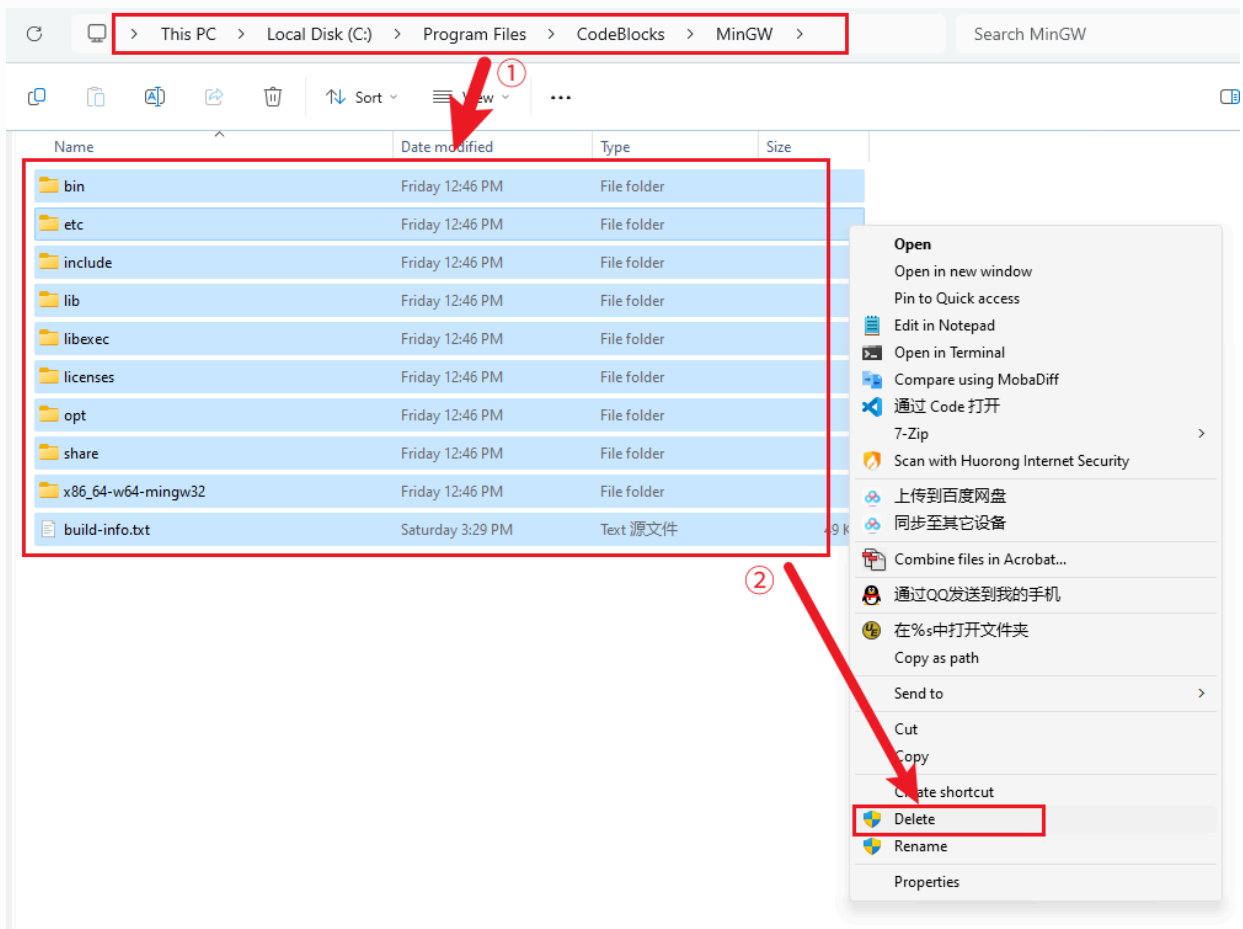 This PC > Local Disk (C:) > Program Files > CodeBlocks > MinGW >
Search MinGW
①
Sort
Name Date modified Type Size
bin Friday 12:46 PM File folder
etc Friday 12:46 PM File folder
include Friday 12:46 PM File folder
lib Friday 12:46 PM File folder
libexec Friday 12:46 PM File folder
licenses Friday 12:46 PM File folder
opt Friday 12:46 PM File folder
share Friday 12:46 PM File folder
x86_64-w64-mingw32 Friday 12:46 PM File folder
build-info.txt Saturday 3:29 PM Text 源文件 49 K
②
Open
Open in new window
Pin to Quick access
Edit in Notepad
Open in Terminal
Compare using MobaDiff
通过 Code 打开
7-Zip
Scan with Huorong Internet Security
上传到百度网盘
同步至其它设备
Combine files in Acrobat...
通过QQ发送到我的手机
在%s中打开文件夹
Copy as path
Send to
Cut
Copy
Create shortcut
Delete
Rename
Properties